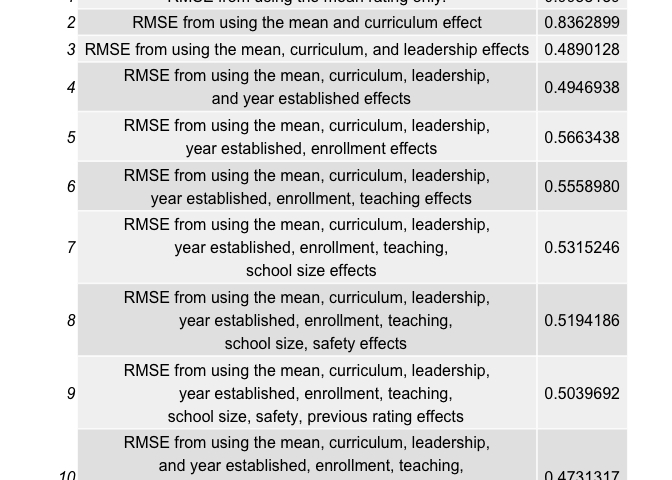 RMSE from using the mean rating only.
2 RMSE from using the mean and curriculum effect 0.8362899
3 RMSE from using the mean, curriculum, and leadership effects 0.4890128
RMSE from using the mean, curriculum, leadership,
4 0.4946938
and year established effects
RMSE from using the mean, curriculum, leadership,
5 0.5663438
year established, enrollment effects
RMSE from using the mean, curriculum, leadership,
6 0.5558980
year established, enrollment, teaching effects
RMSE from using the mean, curriculum, leadership,
7 year established, enrollment, teaching, 0.5315246
school size effects
RMSE from using the mean, curriculum, leadership,
8 year established, enrollment, teaching, 0.5194186
school size, safety effects
RMSE from using the mean, curriculum, leadership,
9 year established, enrollment, teaching, 0.5039692
school size, safety, previous rating effects
RMSE from using the mean, curriculum, leadership,
and year established, enrollment, teaching,
10 0.4731317